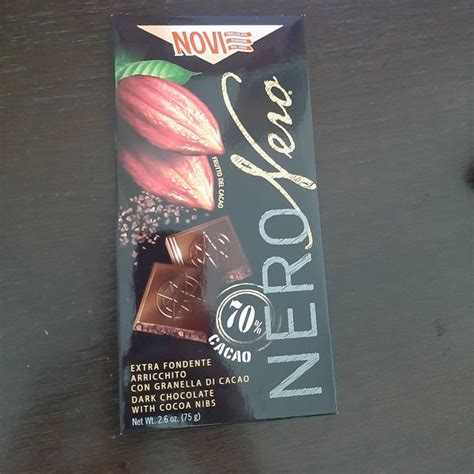 NOVI
FRUTTO DEL CACAO
NERO Nero
70%
CACAO
EXTRA FONDENTE
ARRICCHITO
CON GRANELLA DI CACAO
DARK CHOCOLATE
WITH COCOA NIBS
Net Wt. 2.6 oz. (75 g)